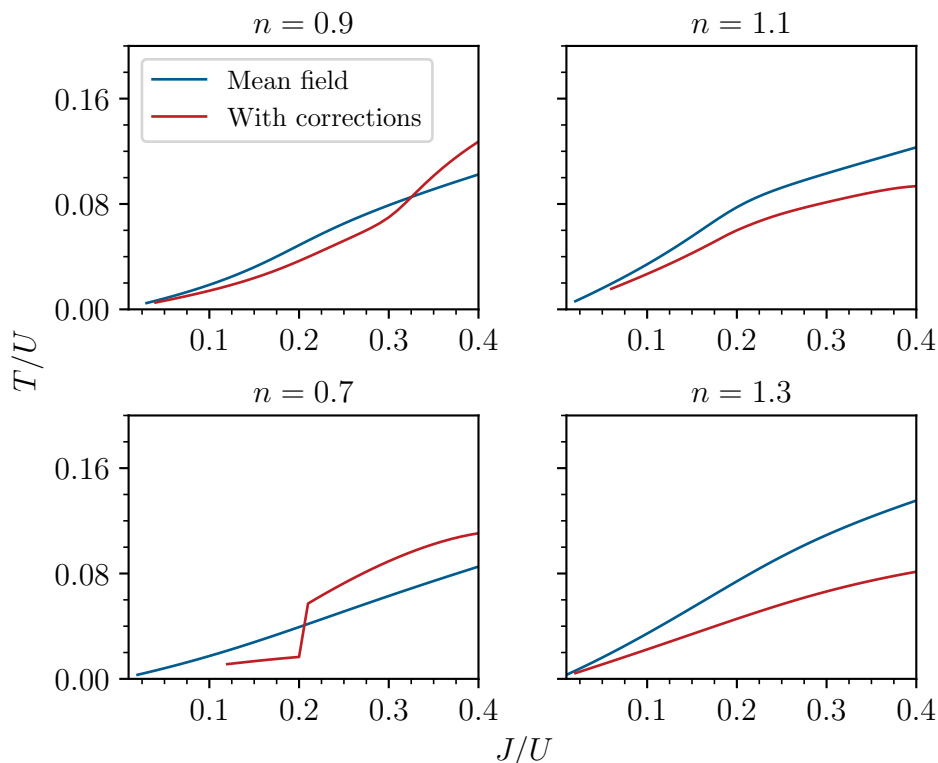 n = 0.9
n = 1.1
Mean field
With corrections
0.16
0.08
0.00
0.1 0.2 0.3 0.4
0.1 0.2 0.3 0.4
T/U
n = 0.7
n = 1.3
0.16
0.08
0.00
0.1 0.2 0.3 0.4
0.1 0.2 0.3 0.4
J/U